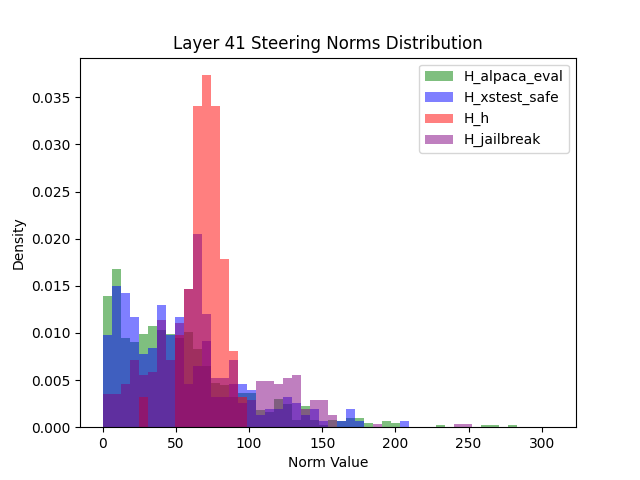 Layer 41 Steering Norms Distribution
H_alpaca_eval
H_xstest_safe
H_h
H_jailbreak
0.035
0.030
0.025
0.020
0.015
0.010
0.005
0.000
Density
0 50 100 150 200 250 300
Norm Value